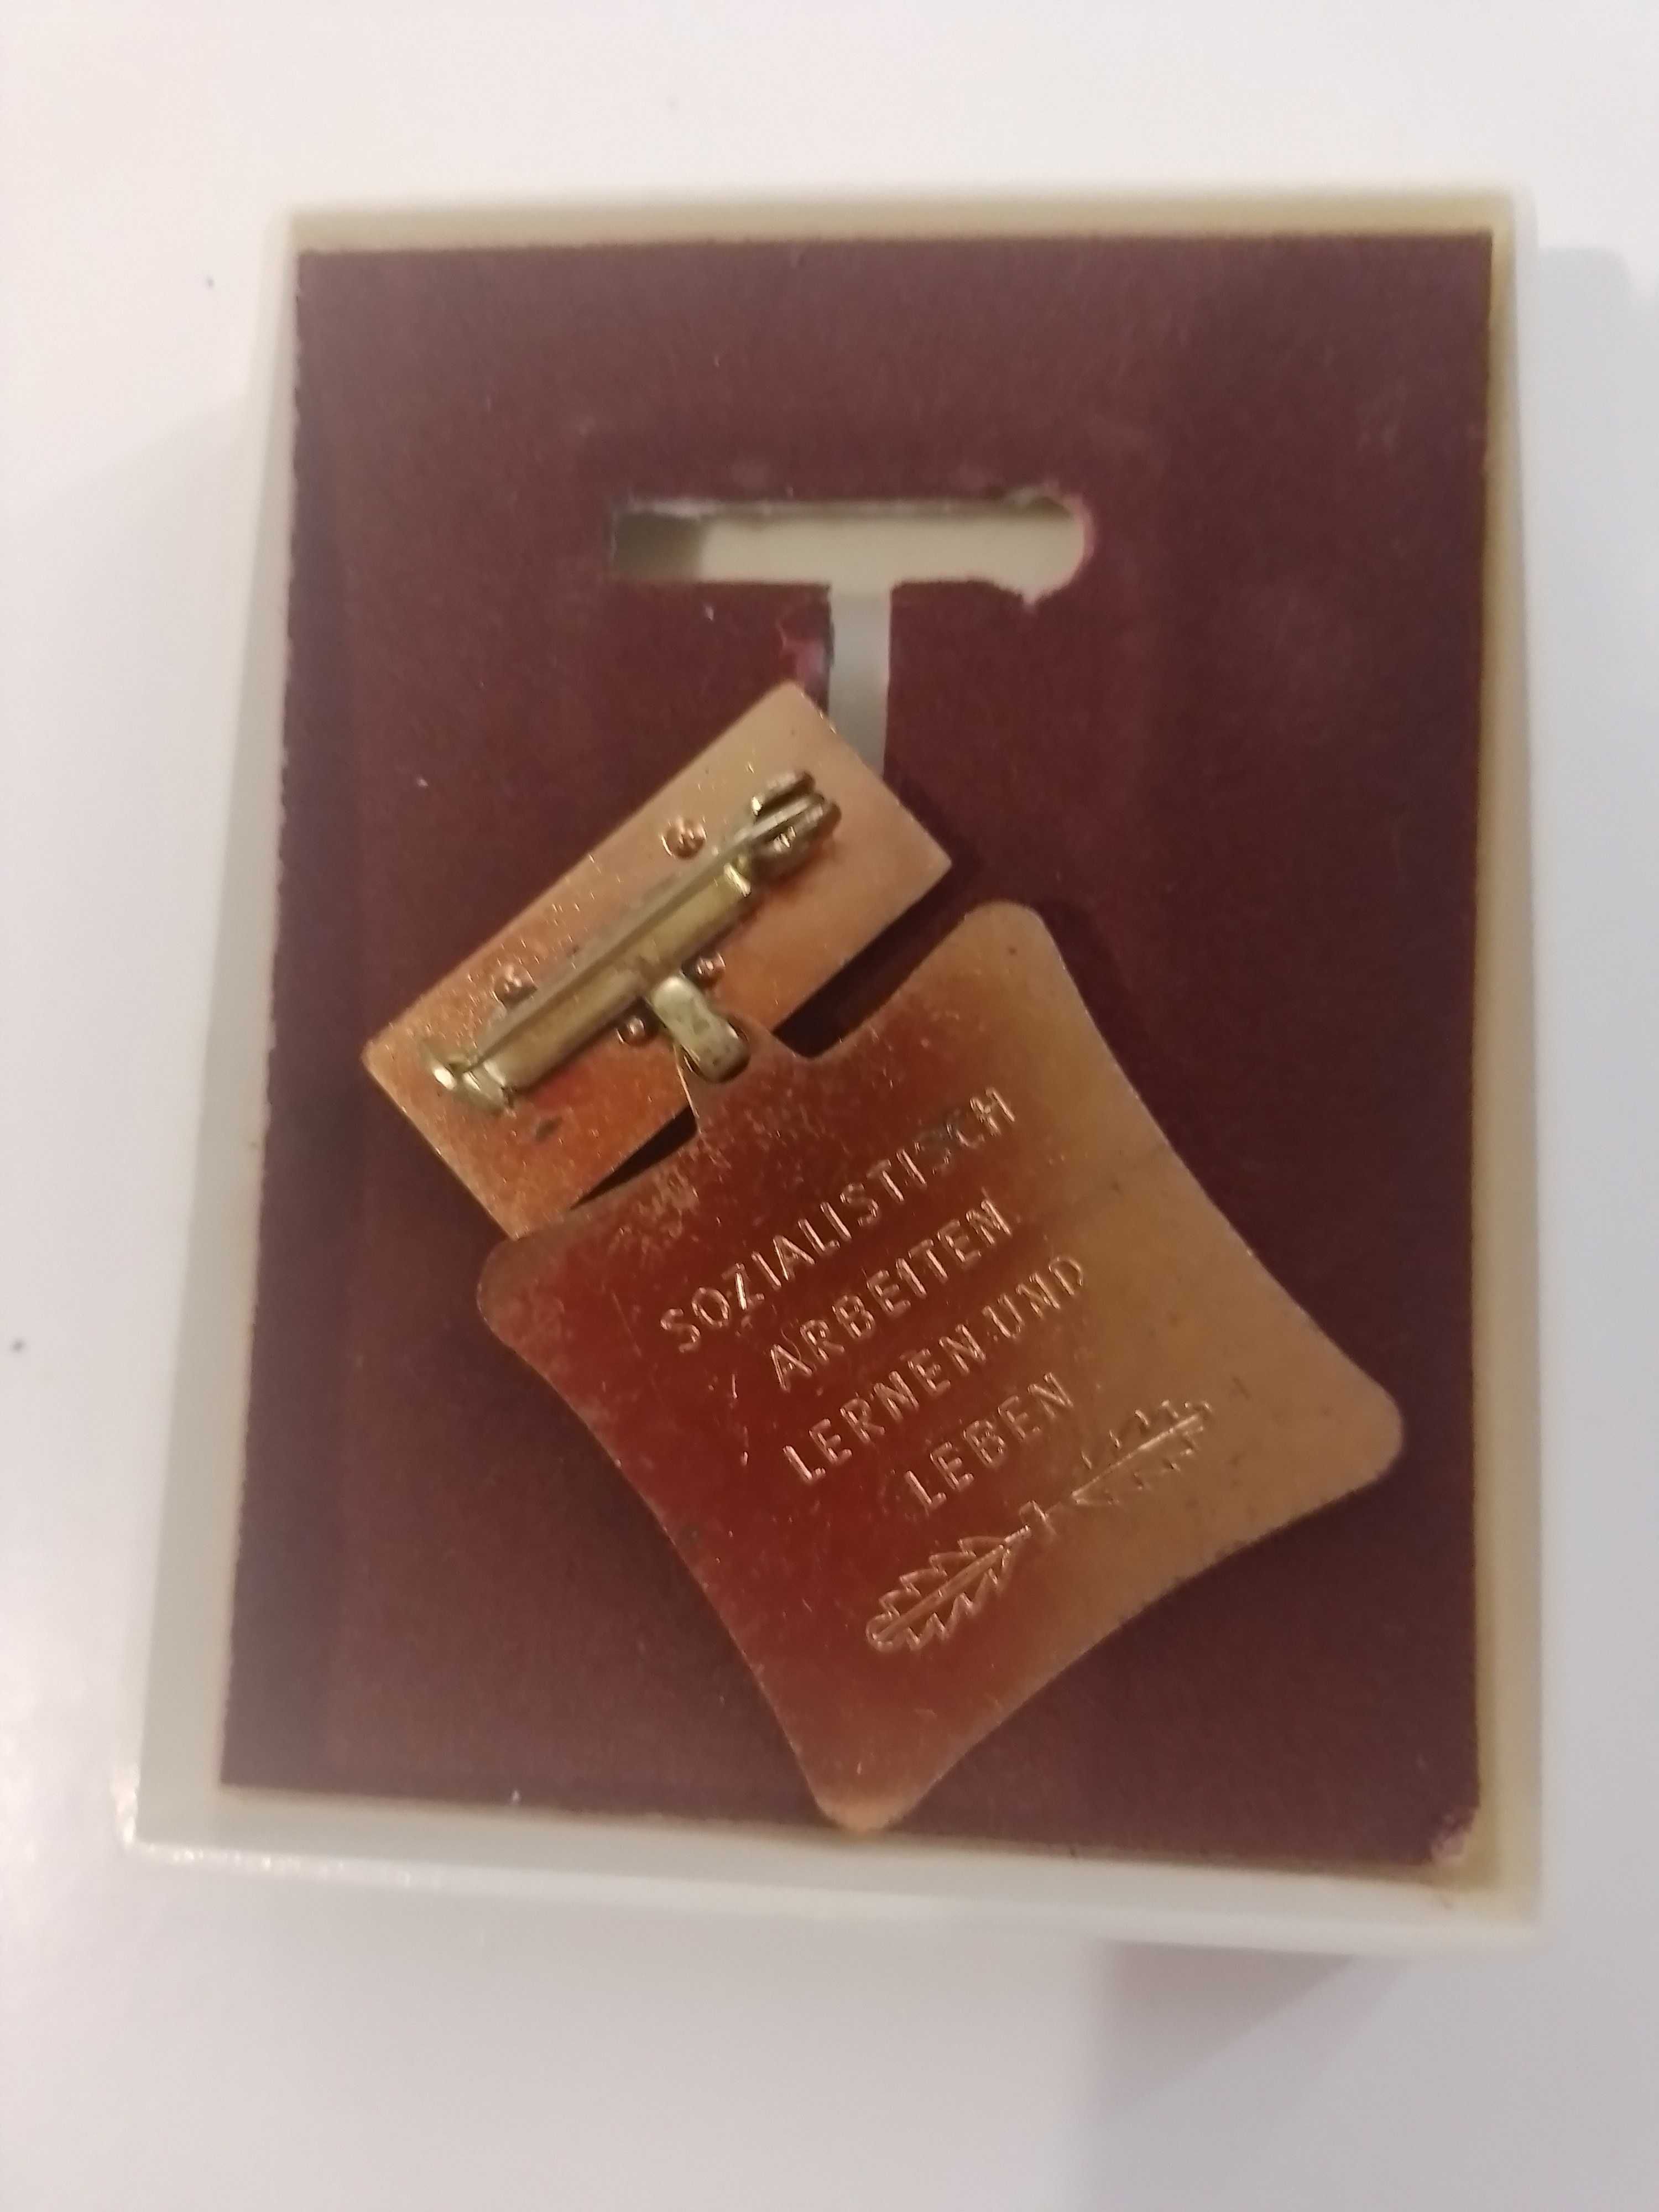 SOZIALISTISCH
ARBEITEN
LERNEN UND
LEBEN